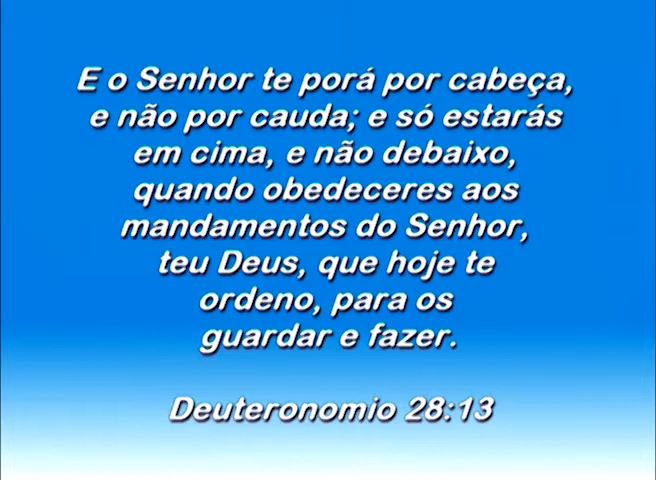 E o Senhor te porá por cabeça,
e não por cauda; e só estarás
em cima, e não debaixo,
quando obedeceres aos
mandamentos do Senhor,
teu Deus, que hoje te
ordeno, para os
guardar e fazer.
Deuteronomio 28:13